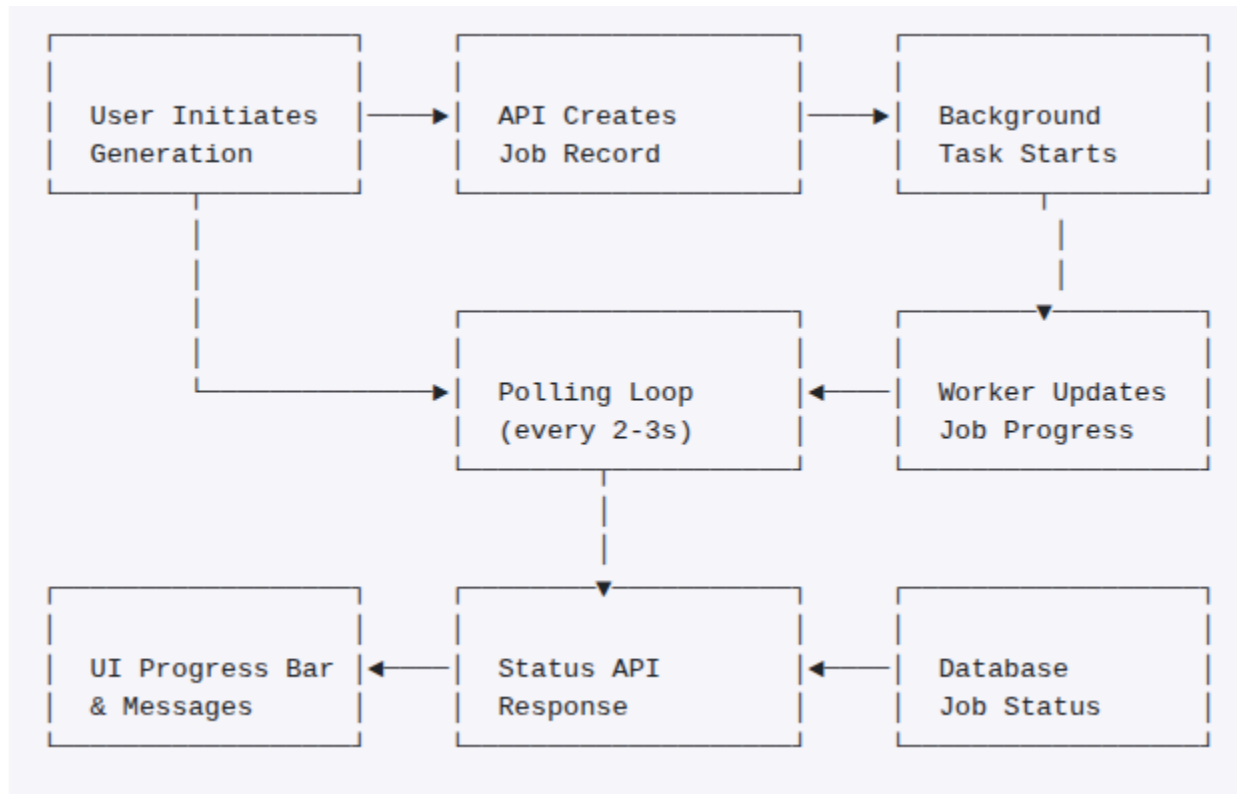 User Initiates
Generation
API Creates
Job Record
Background
Task Starts
Polling Loop
(every 2-3s)
Worker Updates
Job Progress
UI Progress Bar
& Messages
Status API
Response
Database
Job Status